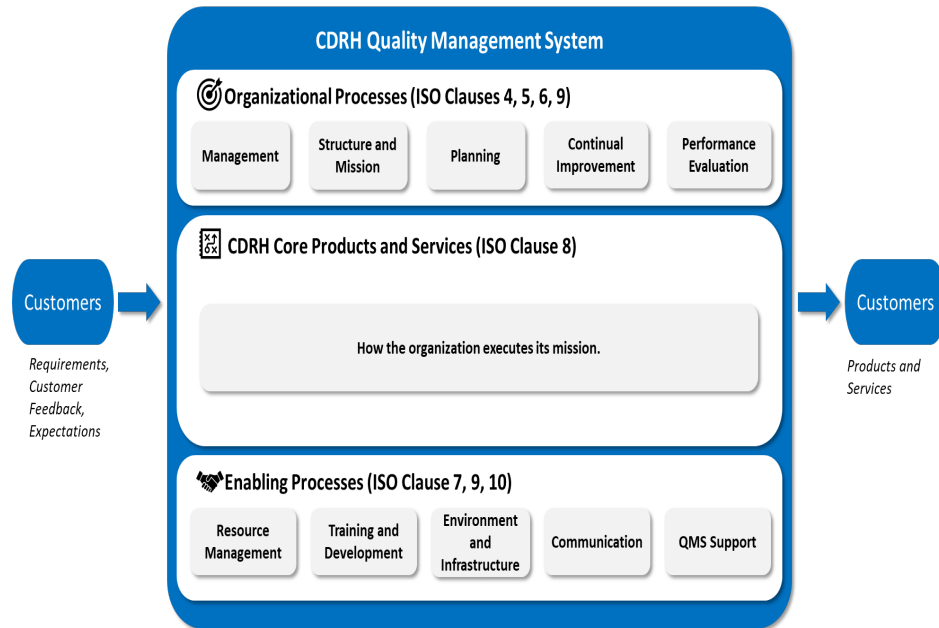 CDRH Quality Management System
Organizational Processes (ISO Clauses 4, 5, 6, 9)
Management
Structure and
Mission
Planning
Continual
Improvement
Performance
Evaluation
CDRH Core Products and Services (ISO Clause 8)
How the organization executes its mission.
Customers
Requirements,
Customer
Feedback,
Expectations
Customers
Products and
Services
Enabling Processes (ISO Clause 7, 9, 10)
Resource
Management
Training and
Development
Environment
and
Infrastructure
Communication
QMS Support